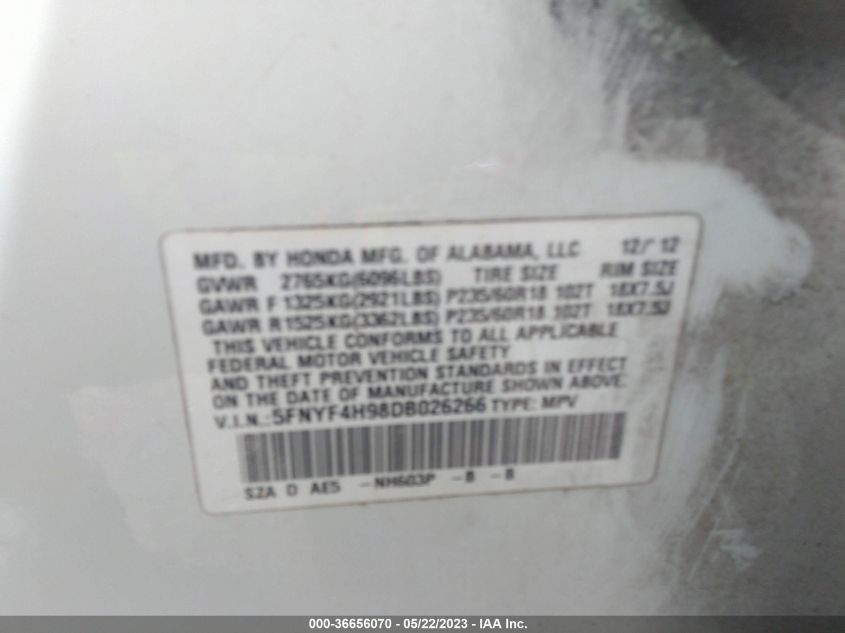 MFD. BY HONDA MFG. OF ALABAMA, LLC 12/12
GVWR 2765KG(6096LBS) TIRE SIZE RIM SIZE
GAWR F 1325KG(2921LBS) P235/60R18 102T 18X7.5J
GAWR R 1525KG(3362LBS) P235/60R18 102T 18X7.5J
THIS VEHICLE CONFORMS TO ALL APPLICABLE
FEDERAL MOTOR VEHICLE SAFETY
AND THEFT PREVENTION STANDARDS IN EFFECT
ON THE DATE OF MANUFACTURE SHOWN ABOVE.
V.I.N.: 5FNYF4H98DB026266 TYPE: MPV
SZA D AE5 -NH603P -B -B
000-36656070 - 05/22/2023 - IAA Inc.